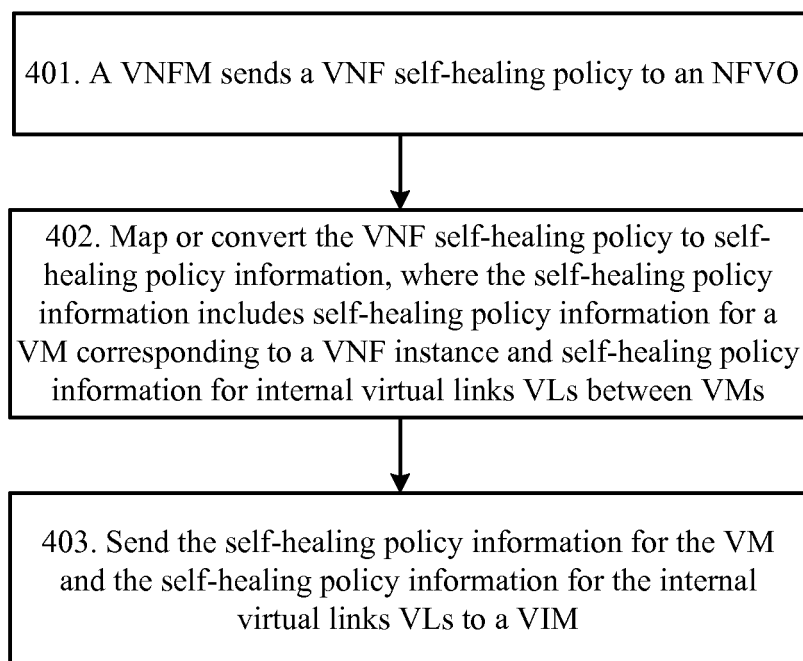 401. A VNFM sends a VNF self-healing policy to an NFVO
402. Map or convert the VNF self-healing policy to self-
healing policy information, where the self-healing policy
information includes self-healing policy information for a
VM corresponding to a VNF instance and self-healing policy
information for internal virtual links VLs between VMs
403. Send the self-healing policy information for the VM
and the self-healing policy information for the internal
virtual links VLs to a VIM